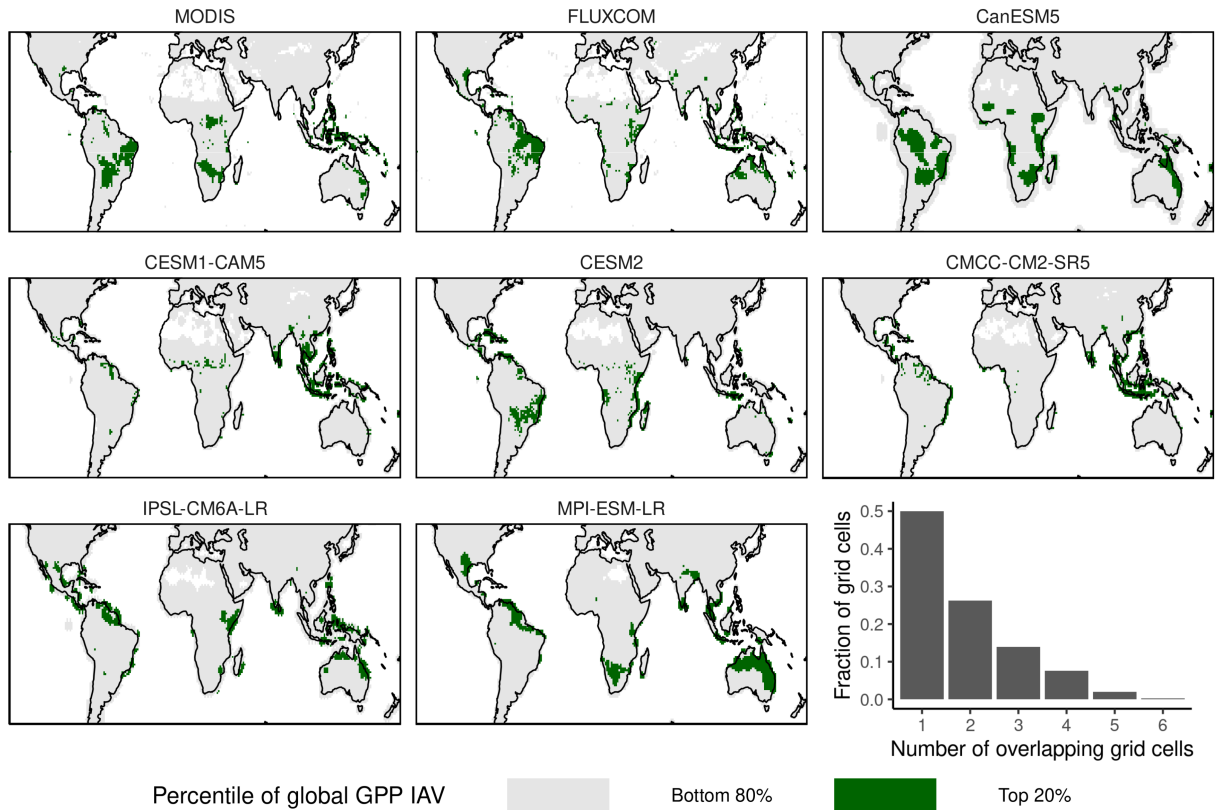 MODIS
FLUXCOM
CanESM5
CESM1-CAM5
CESM2
CMCC-CM2-SR5
IPSL-CM6A-LR
MPI-ESM-LR
Fraction of grid cells
0.5
0.4
0.3
0.2
0.1
0.0
1 2 3 4 5 6
Number of overlapping grid cells
Percentile of global GPP IAV
Bottom 80%
Top 20%